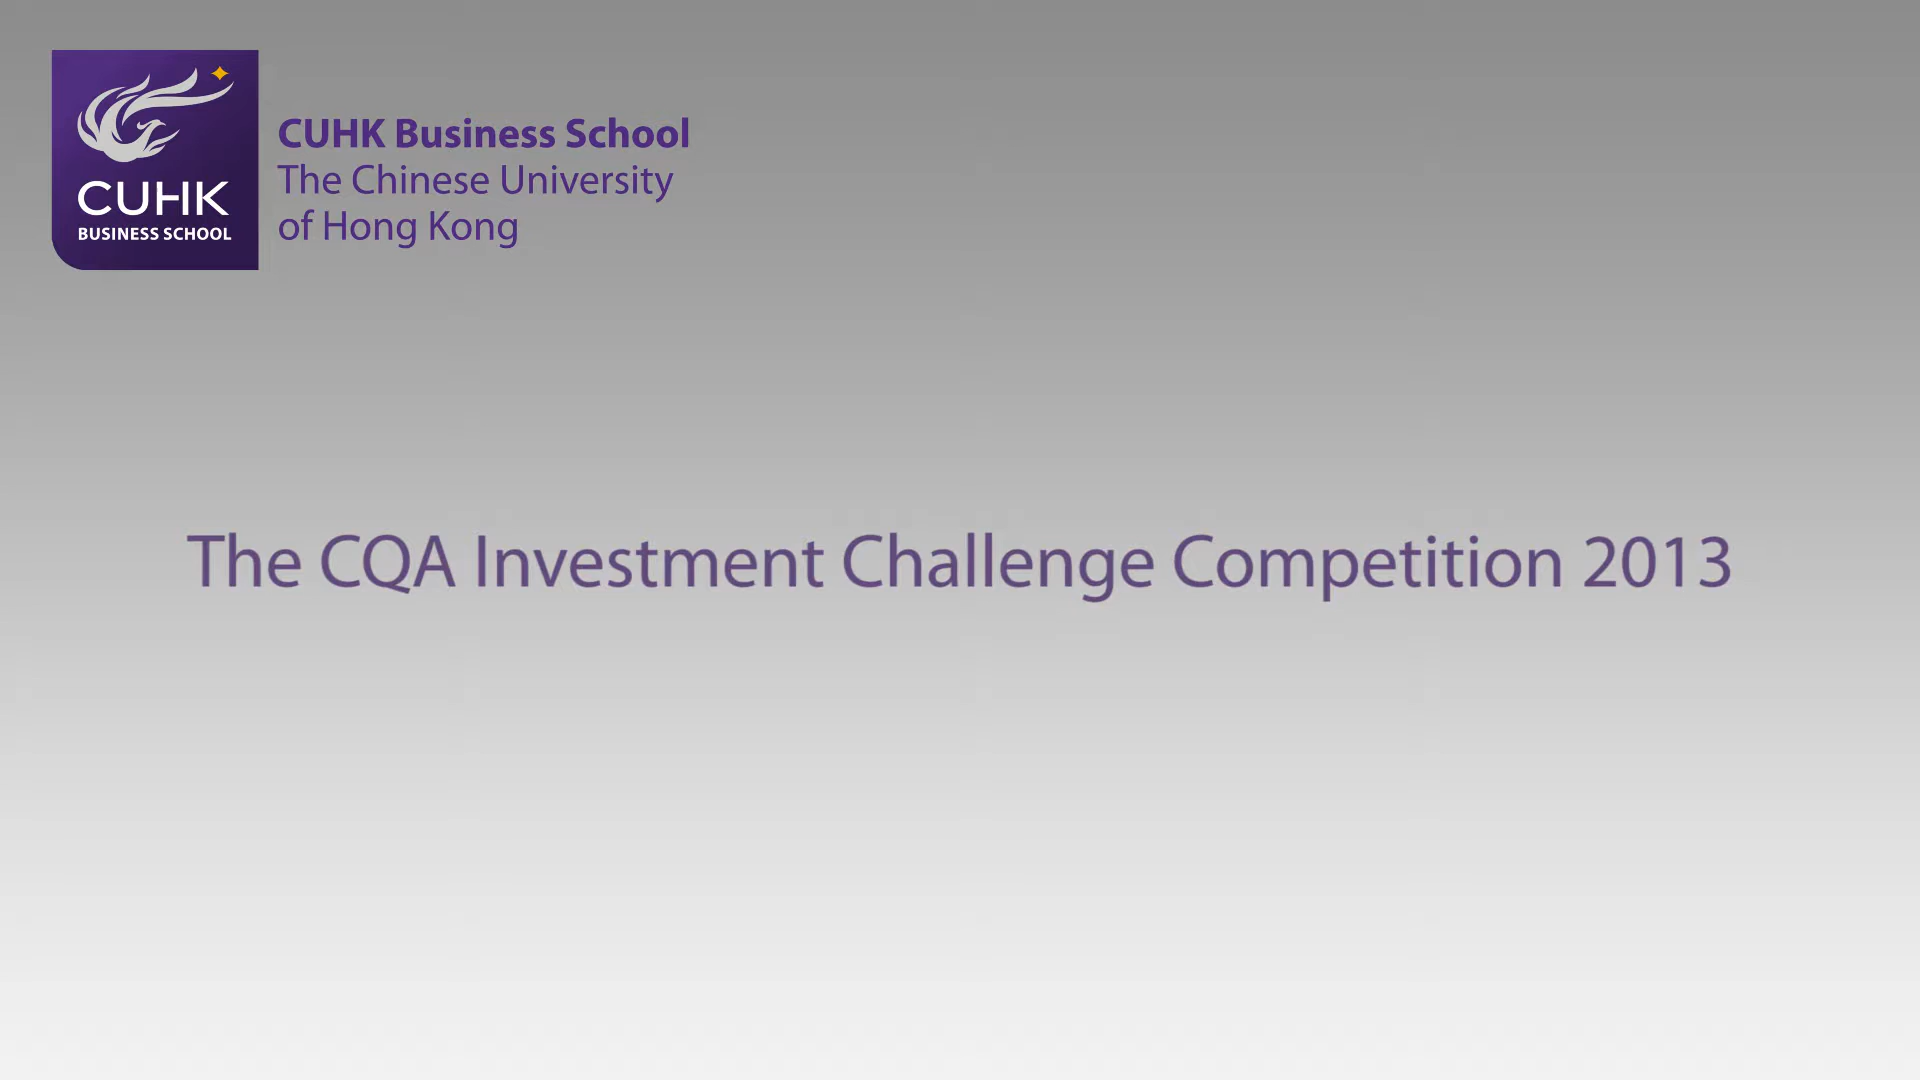 CUHK
BUSINESS SCHOOL
CUHK Business School
The Chinese University
of Hong Kong
The CQA Investment Challenge Competition 2013